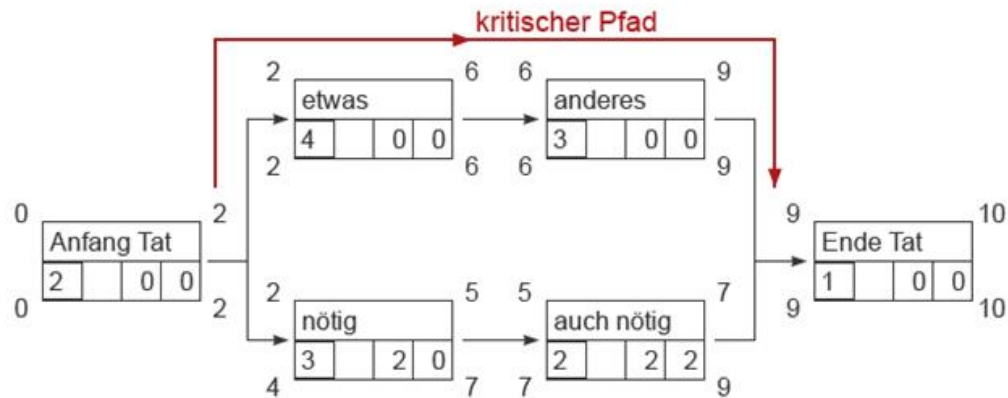 kritischer Pfad
2 6 6 9
etwas anderes
4 0 0 3 0 0
2 6 6 9
0 2 9 10
Anfang Tat Ende Tat
2 0 0 1 0 0
0 2 9 10
2 5 5 7
nötig auch nötig
3 2 0 2 2 2
4 7 7 9